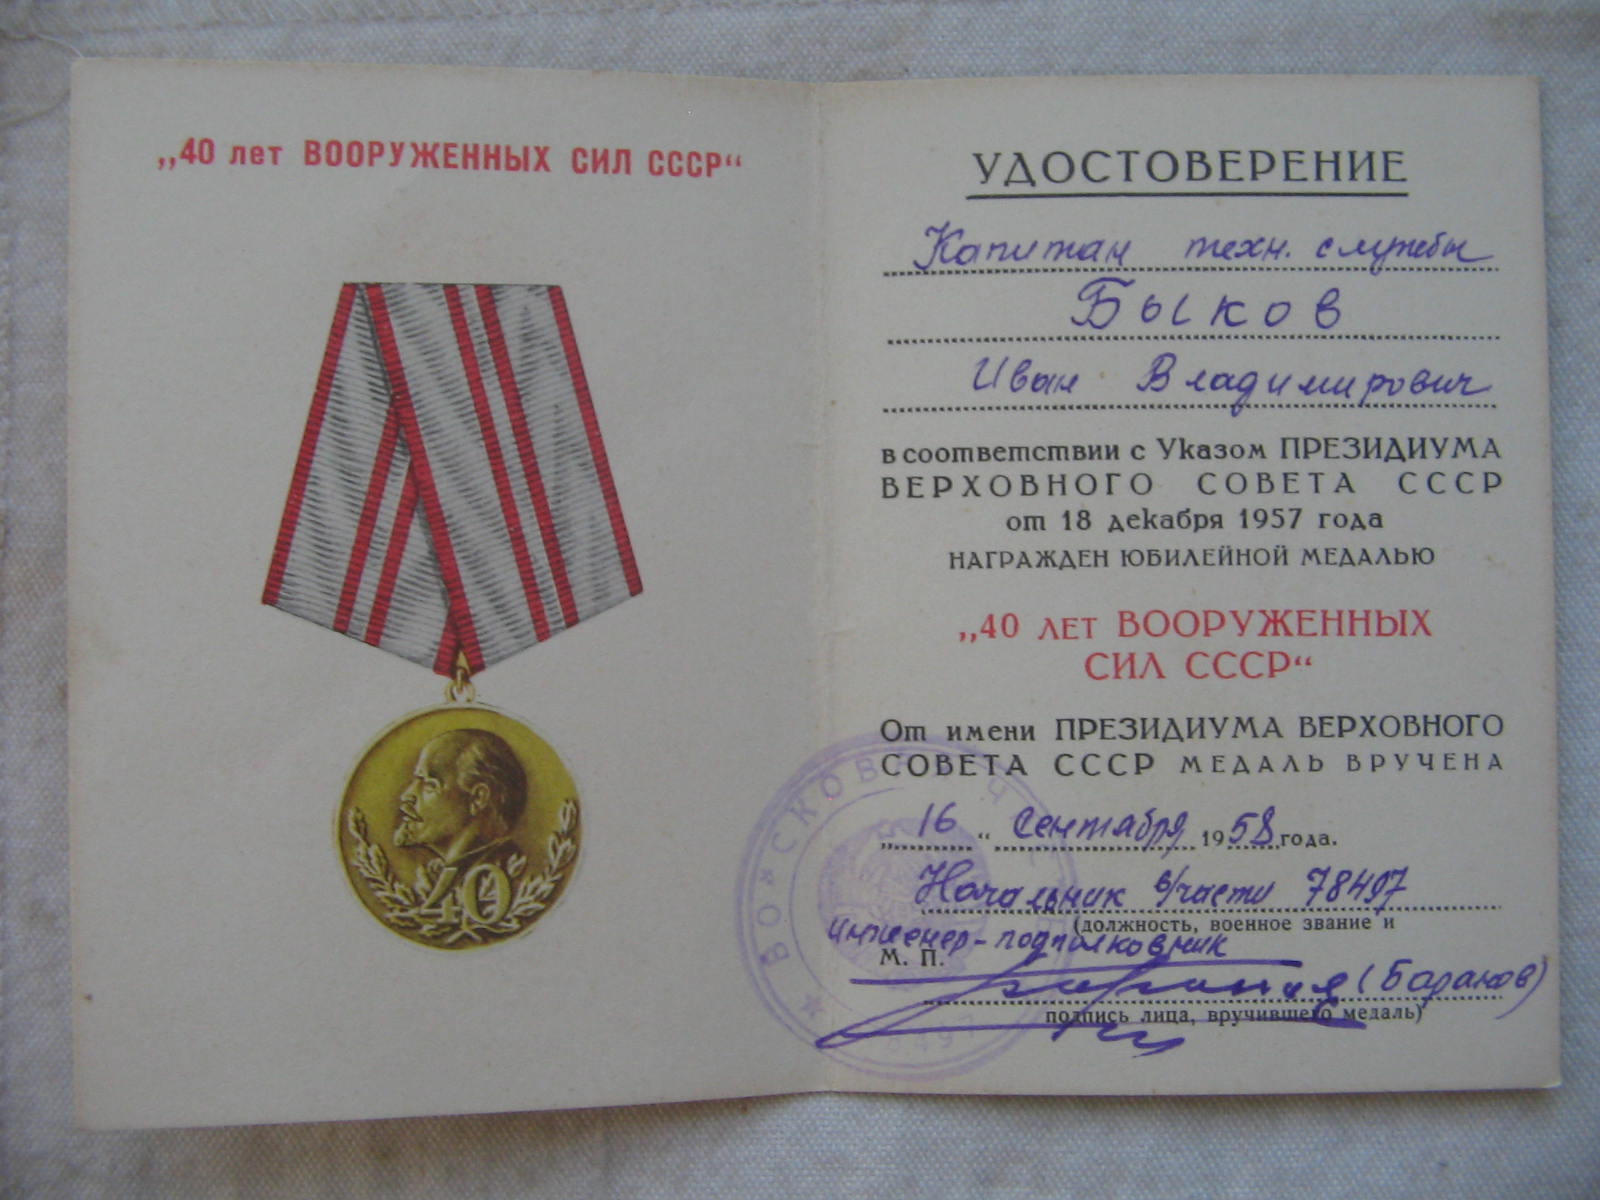 „40 лет ВООРУЖЕННЫХ СИЛ СССР“
40
УДОСТОВЕРЕНИЕ
Капитан техн. службы
Быков
Иван Владимирович
в соответствии с Указом ПРЕЗИДИУМА
ВЕРХОВНОГО СОВЕТА СССР
от 18 декабря 1957 года
НАГРАЖДЕН ЮБИЛЕЙНОЙ МЕДАЛЬЮ
„40 ЛЕТ ВООРУЖЕННЫХ
СИЛ СССР“
От имени ПРЕЗИДИУМА ВЕРХОВНОГО
СОВЕТА СССР МЕДАЛЬ ВРУЧЕНА
„16“ Сентября 1958 года.
Начальник в/части 78497
(должность, военное звание и
инженер-подполковник
М. П.
(Баранов)
подпись лица, вручившего медаль)